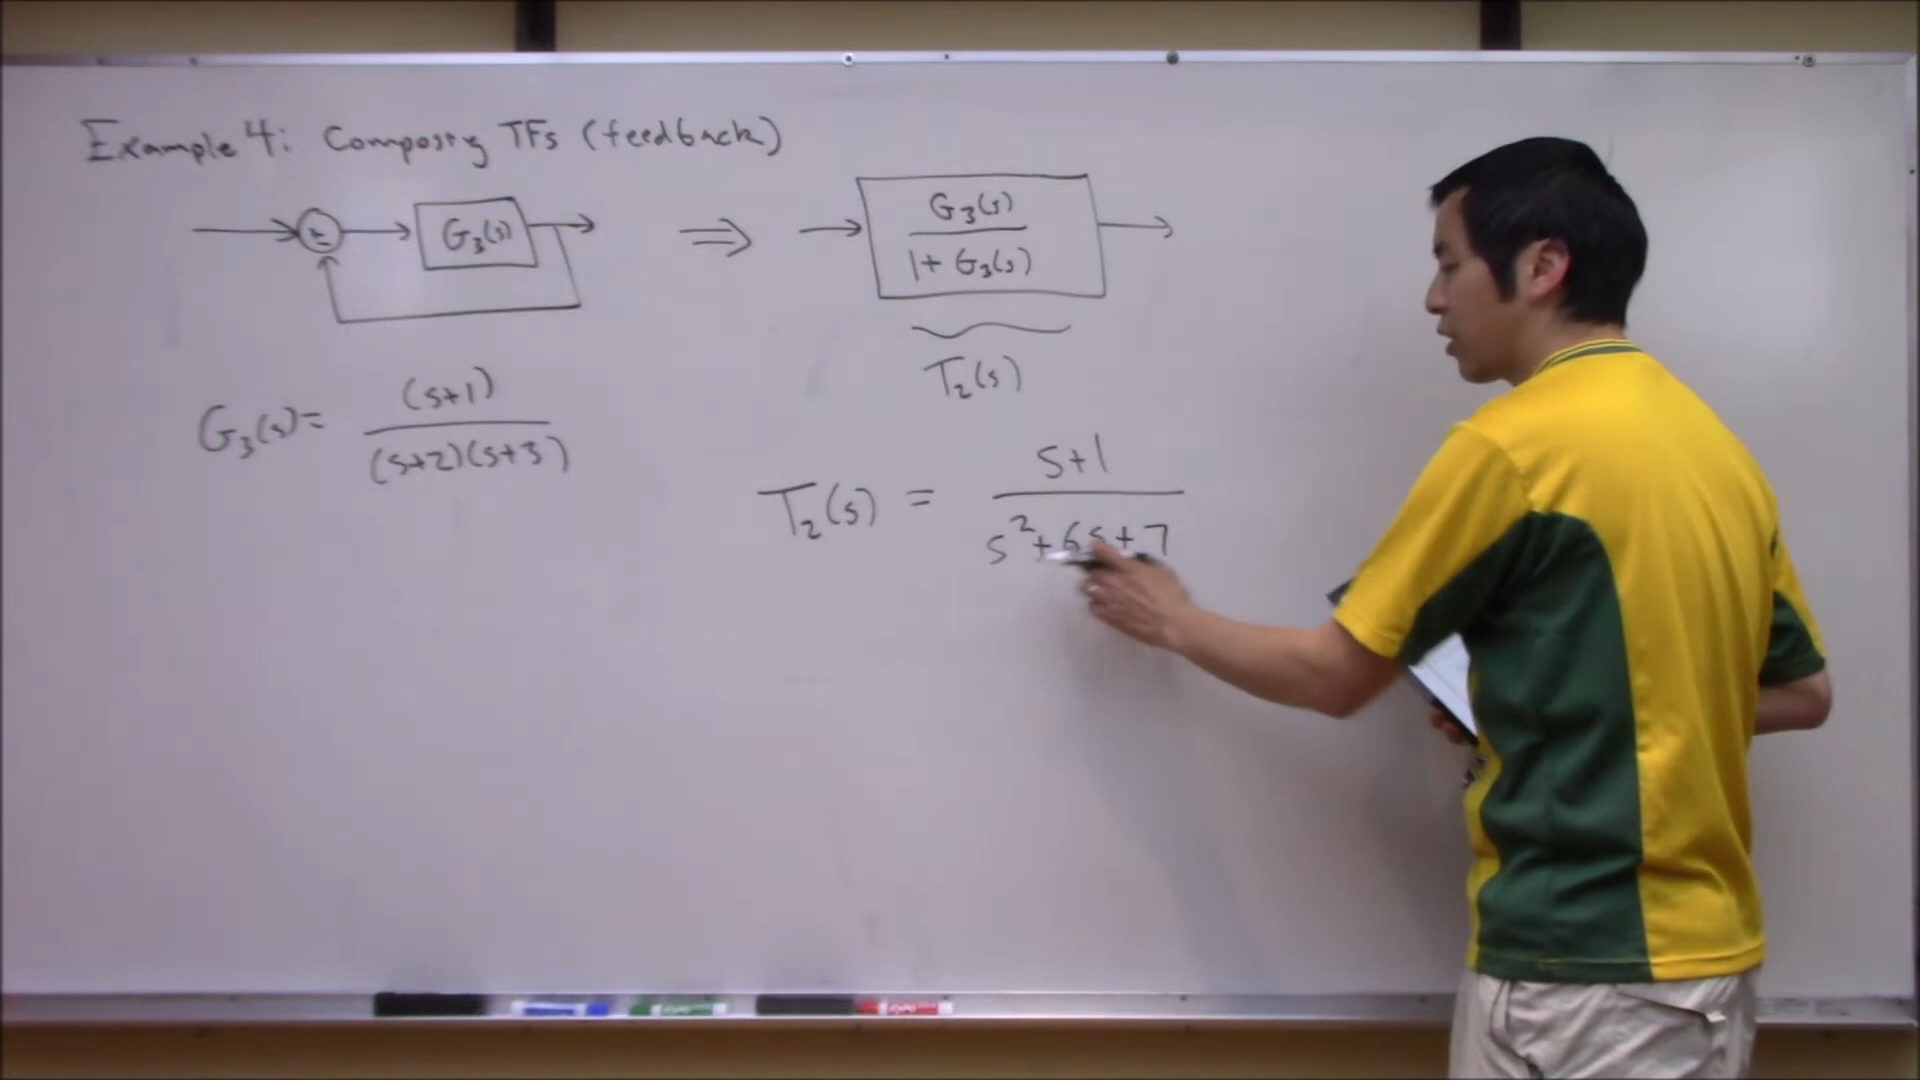 Example 4: Composing TFs (feedback)
±
G₃(s)
⇒
G₃(s)
1 + G₃(s)
T₂(s)
G₃(s) =
(s+1)
(s+2)(s+3)
T₂(s) =
s+1
s² + 6s + 7
EXPO